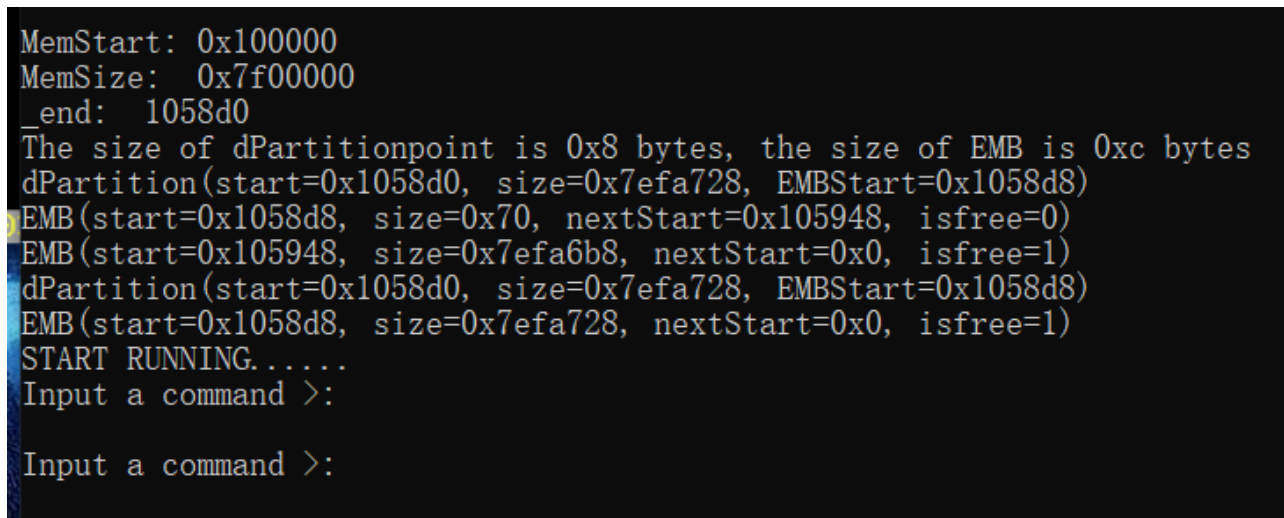 MemStart: 0x100000
MemSize:  0x7f00000
_end:  1058d0
The size of dPartitionpoint is 0x8 bytes, the size of EMB is 0xc bytes
dPartition(start=0x1058d0, size=0x7efa728, EMBStart=0x1058d8)
EMB(start=0x1058d8, size=0x70, nextStart=0x105948, isfree=0)
EMB(start=0x105948, size=0x7efa6b8, nextStart=0x0, isfree=1)
dPartition(start=0x1058d0, size=0x7efa728, EMBStart=0x1058d8)
EMB(start=0x1058d8, size=0x7efa728, nextStart=0x0, isfree=1)
START RUNNING......
Input a command >:
Input a command >: